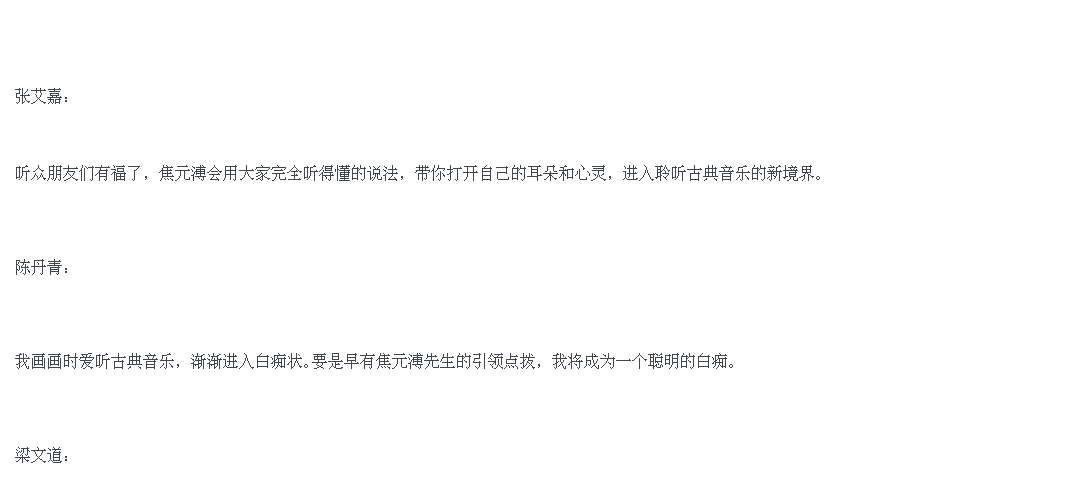 张艾嘉：
听众朋友们有福了，焦元溥会用大家完全听得懂的说法，带你打开自己的耳朵和心灵，进入聆听古典音乐的新境界。
陈丹青：
我画画时爱听古典音乐，渐渐进入白痴状。要是早有焦元溥先生的引领点拨，我将成为一个聪明的白痴。
梁文道：